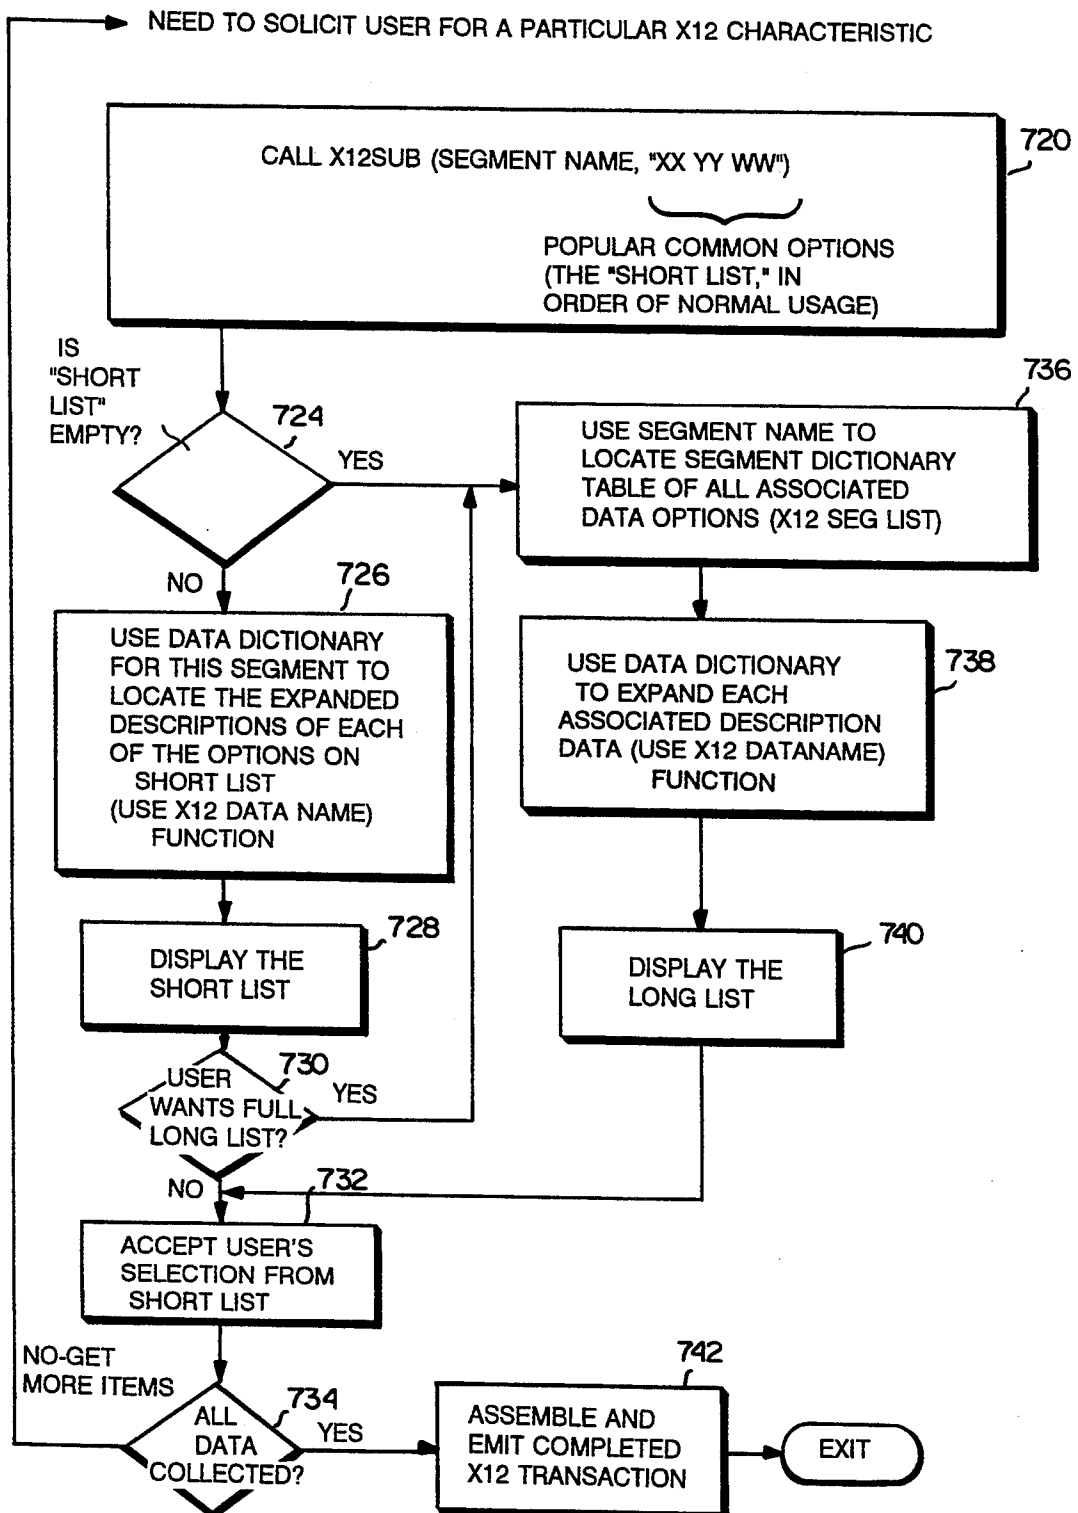 NEED TO SOLICIT USER FOR A PARTICULAR X12 CHARACTERISTIC
720
CALL X12SUB (SEGMENT NAME, "XX YY WW")
POPULAR COMMON OPTIONS
(THE "SHORT LIST," IN
ORDER OF NORMAL USAGE)
IS
"SHORT
LIST"
EMPTY?
724
YES
NO
736
USE SEGMENT NAME TO
LOCATE SEGMENT DICTIONARY
TABLE OF ALL ASSOCIATED
DATA OPTIONS (X12 SEG LIST)
726
USE DATA DICTIONARY
FOR THIS SEGMENT TO
LOCATE THE EXPANDED
DESCRIPTIONS OF EACH
OF THE OPTIONS ON
SHORT LIST
(USE X12 DATA NAME)
FUNCTION
738
USE DATA DICTIONARY
TO EXPAND EACH
ASSOCIATED DESCRIPTION
DATA (USE X12 DATANAME)
FUNCTION
728
DISPLAY THE
SHORT LIST
740
DISPLAY THE
LONG LIST
730
USER
WANTS FULL
LONG LIST?
YES
NO
732
ACCEPT USER'S
SELECTION FROM
SHORT LIST
NO-GET
MORE ITEMS
734
ALL
DATA
COLLECTED?
YES
742
ASSEMBLE AND
EMIT COMPLETED
X12 TRANSACTION
EXIT